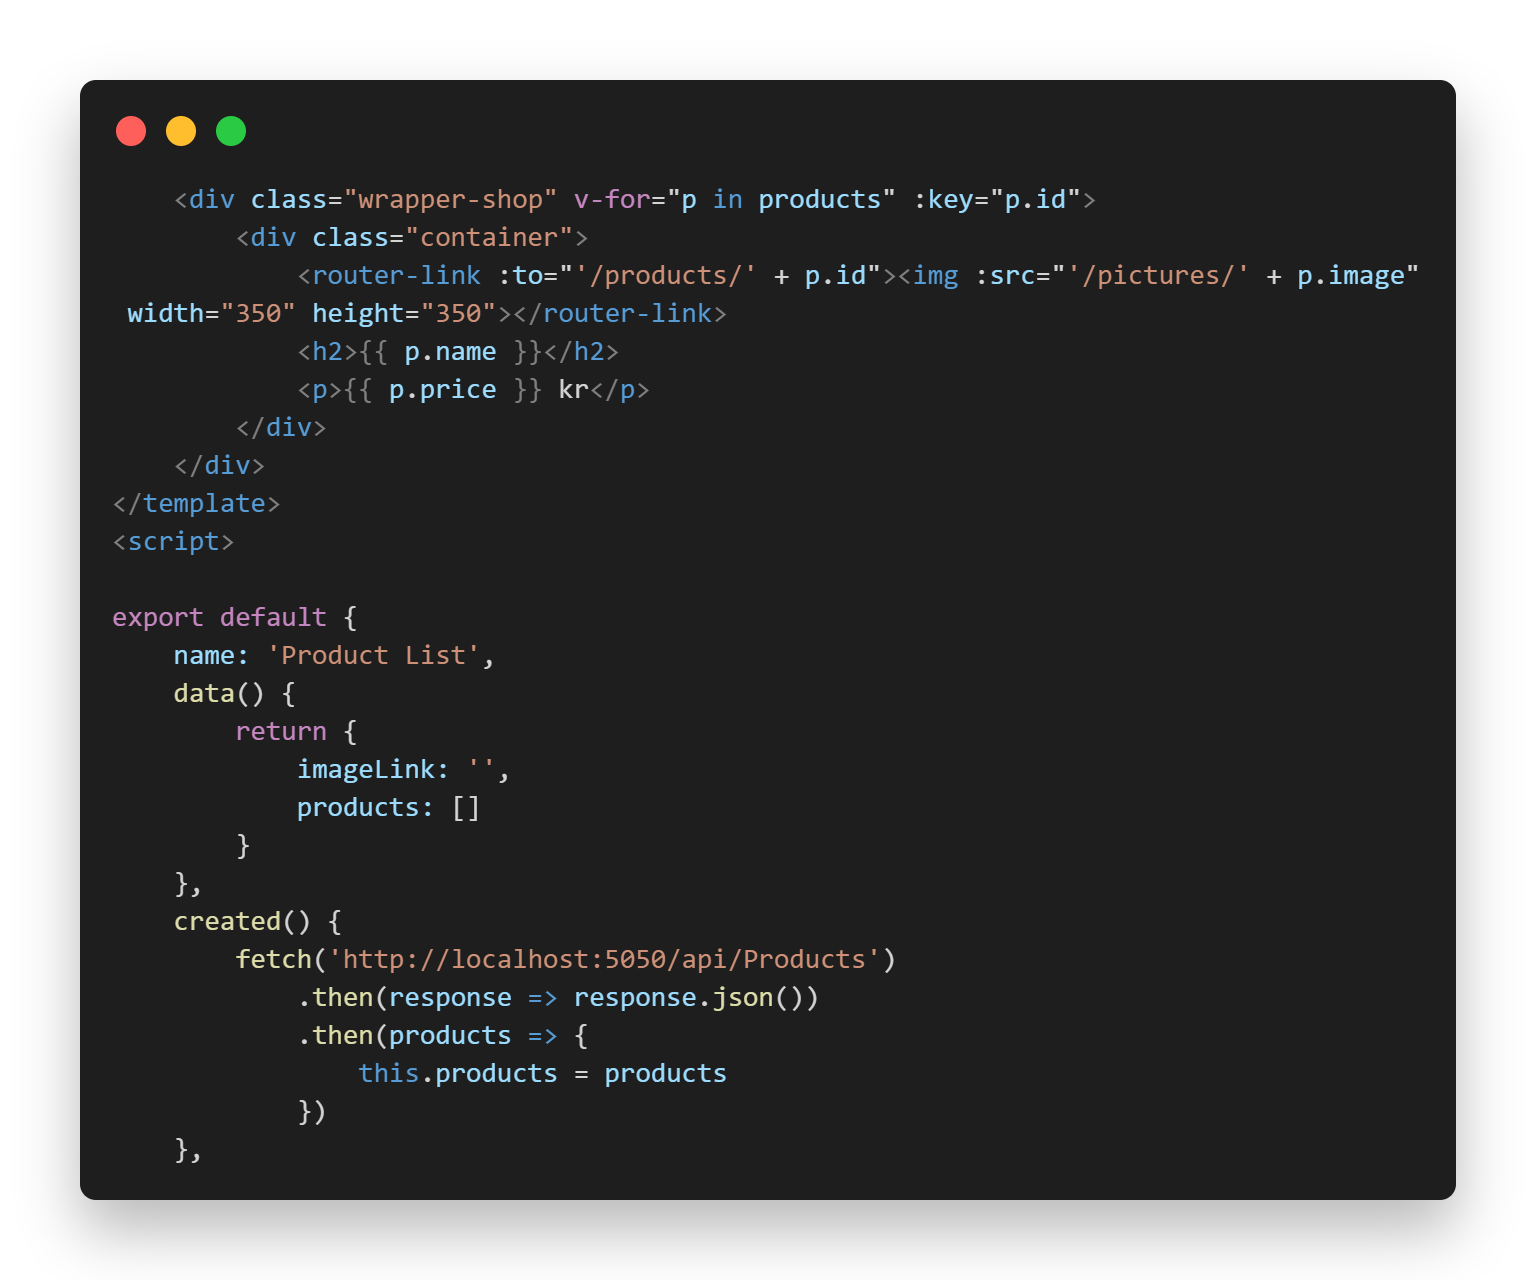 <div class="wrapper-shop" v-for="p in products" :key="p.id">
        <div class="container">
            <router-link :to="'/products/' + p.id"><img :src="'/pictures/' + p.image"
 width="350" height="350"></router-link>
            <h2>{{ p.name }}</h2>
            <p>{{ p.price }} kr</p>
        </div>
    </div>
</template>
<script>

export default {
    name: 'Product List',
    data() {
        return {
            imageLink: '',
            products: []
        }
    },
    created() {
        fetch('http://localhost:5050/api/Products')
            .then(response => response.json())
            .then(products => {
                this.products = products
            })
    },